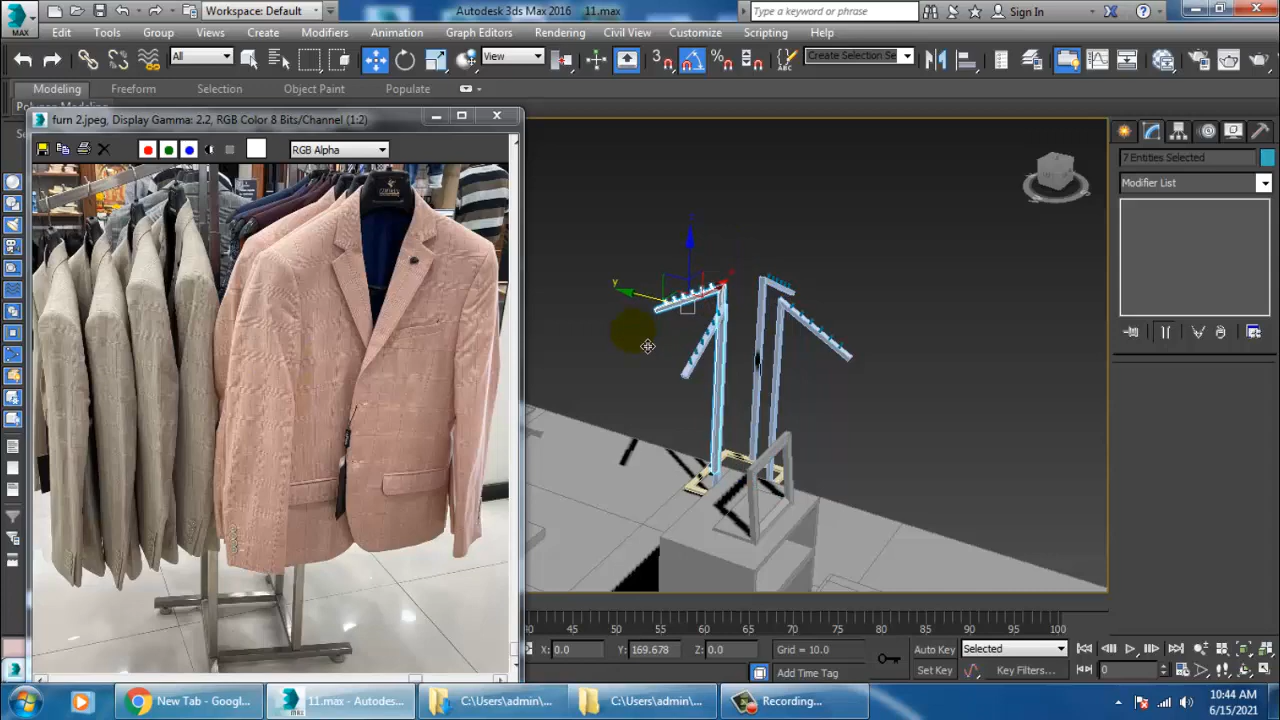 MAX
Workspace: Default
Autodesk 3ds Max 2016 11.max
Type a keyword or phrase
Sign In
Edit Tools Group Views Create Modifiers Animation Graph Editors Rendering Civil View Customize Scripting Help
All
View
3
Create Selection Se
Modeling Freeform Selection Object Paint Populate
furn 2.jpeg, Display Gamma: 2.2, RGB Color 8 Bits/Channel (1:2)
RGB Alpha
7 Entities Selected
Modifier List
y
40 45 50 55 60 65 70 75 80 85 90 95 100
X: 0.0 Y: 169.678 Z: 0.0 Grid = 10.0
Add Time Tag
Auto Key Selected
Set Key Key Filters...
0
New Tab - Googl...
11.max - Autodes...
C:\Users\admin\...
C:\Users\admin\...
Recording...
10:44 AM
6/15/2021